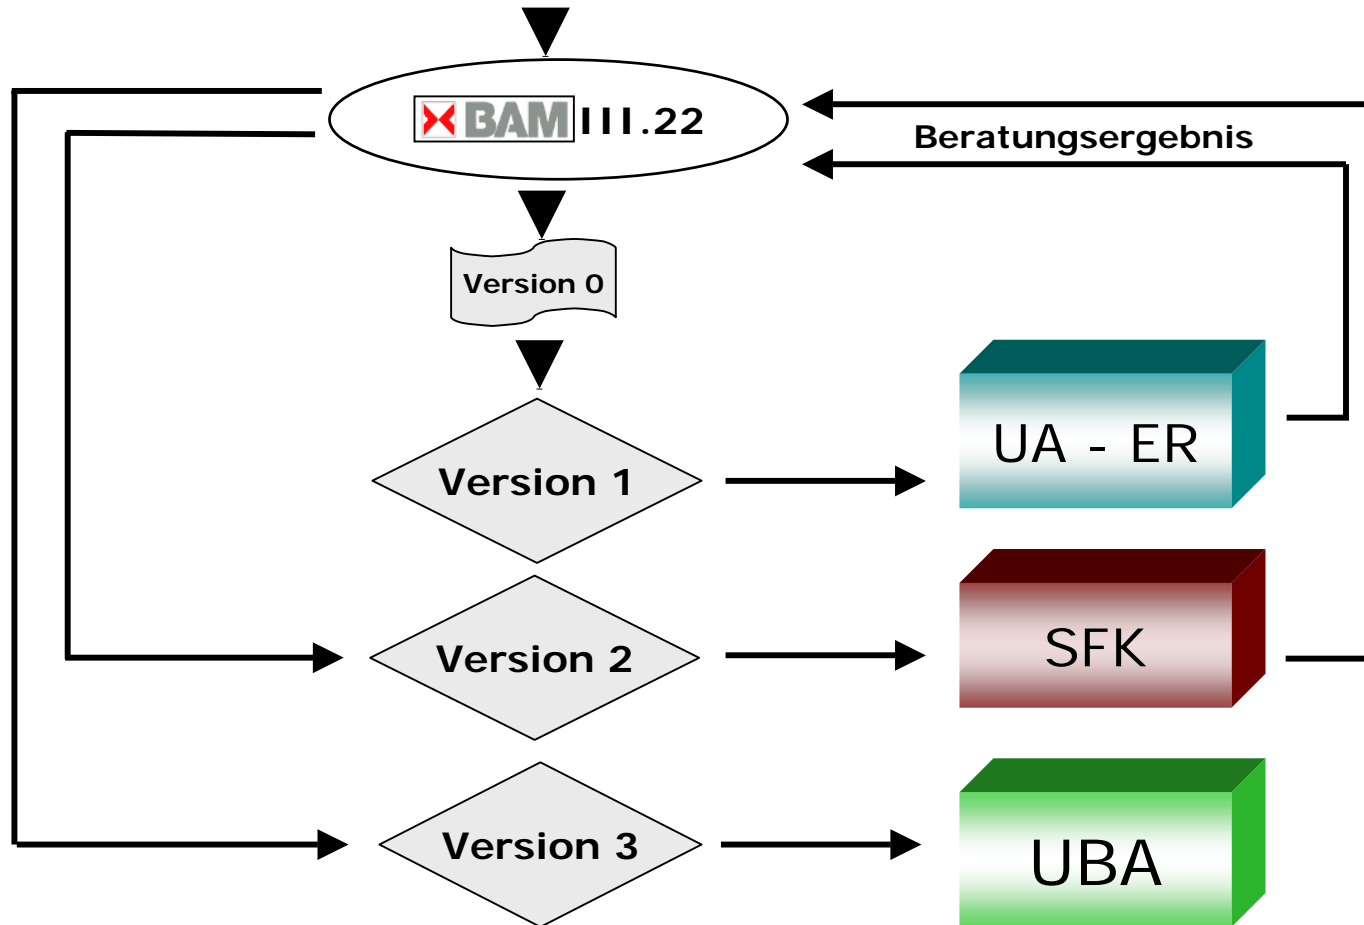 BAM III.22
Beratungsergebnis
Version 0
Version 1
UA - ER
Version 2
SFK
Version 3
UBA